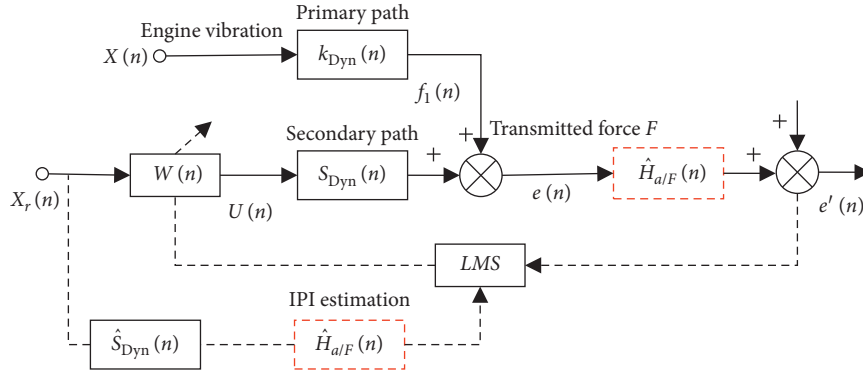 Primary path
Engine vibration
X (n)
k_Dyn (n)
f_1 (n)
+
Secondary path
+
Transmitted force F
+
+
W (n)
S_Dyn (n)
Ĥ_a/F (n)
X_r (n)
U (n)
e (n)
e′ (n)
LMS
IPI estimation
Ŝ_Dyn (n)
Ĥ_a/F (n)